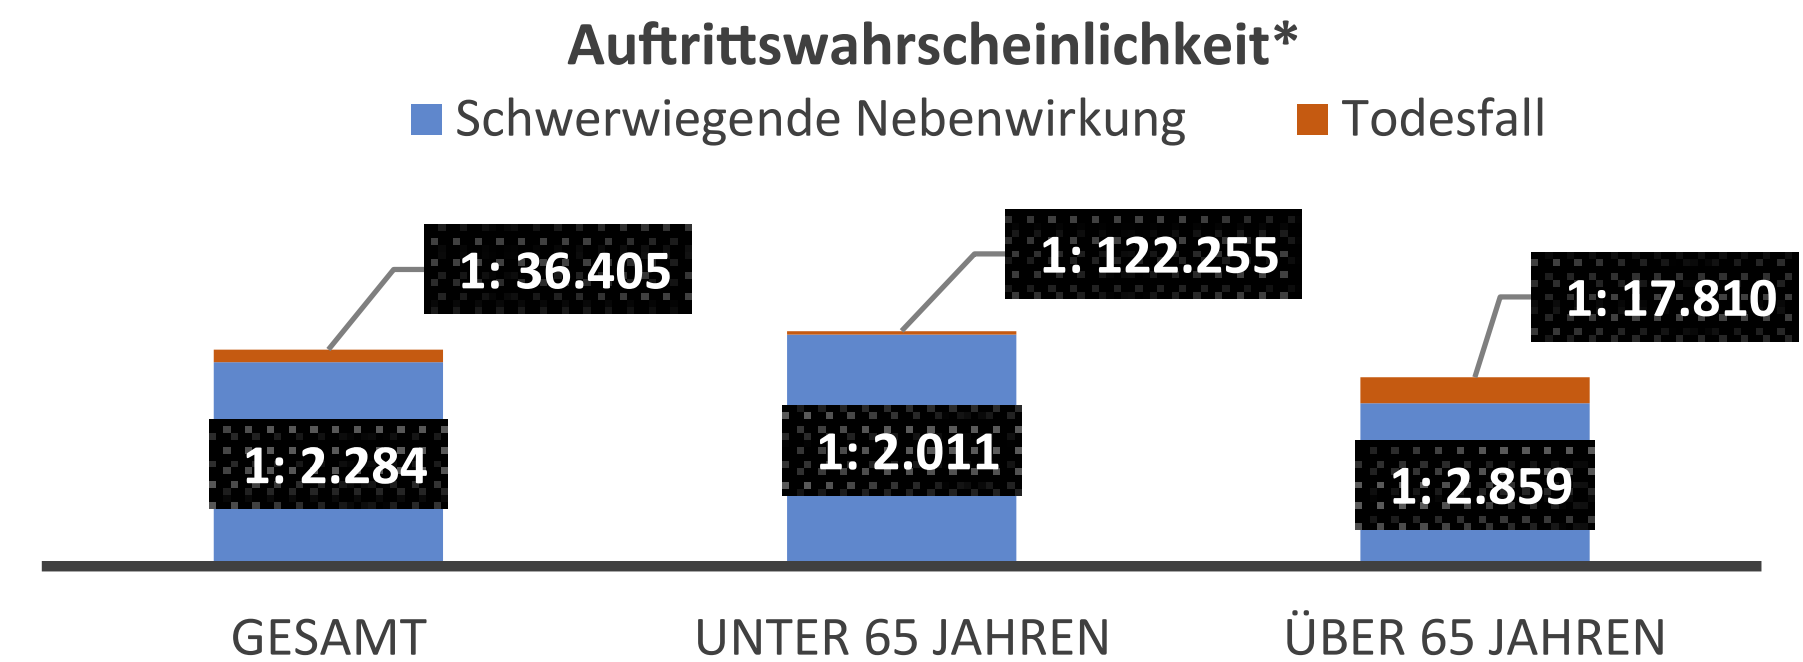 Auftrittswahrscheinlichkeit*
Schwerwiegende Nebenwirkung Todesfall
1: 36.405
1: 122.255
1: 17.810
1: 2.284
1: 2.011
1: 2.859
GESAMT
UNTER 65 JAHREN
ÜBER 65 JAHREN